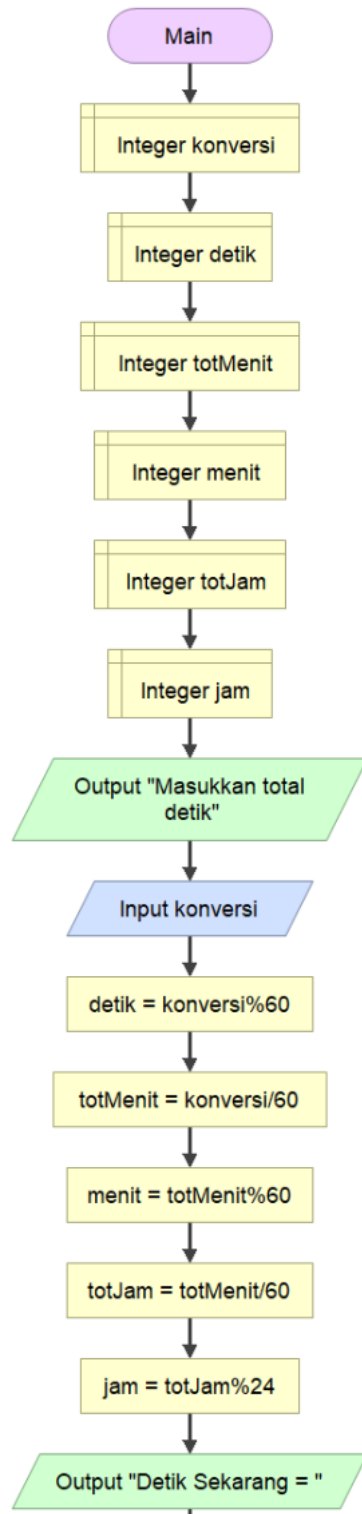 Main
Integer konversi
Integer detik
Integer totMenit
Integer menit
Integer totJam
Integer jam
Output "Masukkan total
detik"
Input konversi
detik = konversi%60
totMenit = konversi/60
menit = totMenit%60
totJam = totMenit/60
jam = totJam%24
Output "Detik Sekarang = "